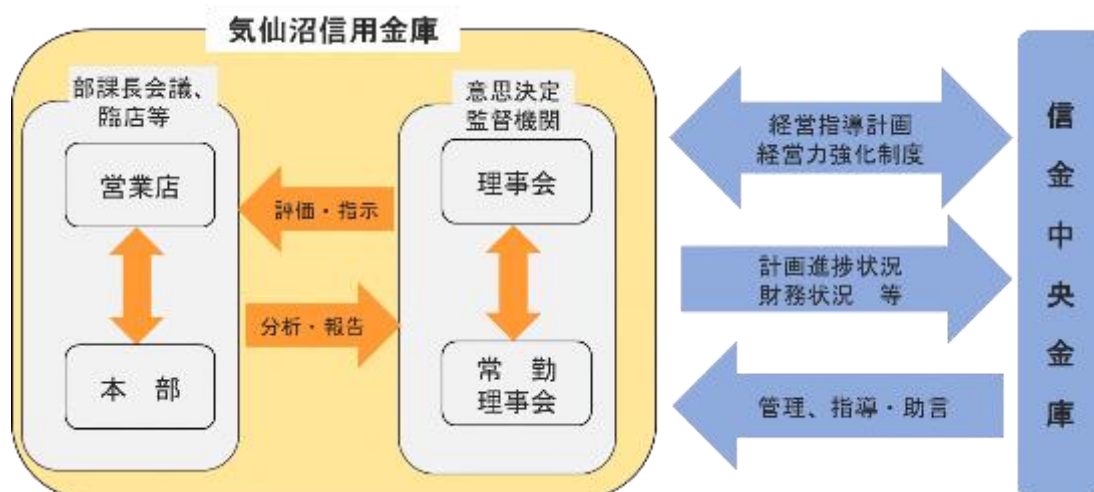 気仙沼信用金庫
部課長会議、
臨店等
営業店
本　部
評価・指示
分析・報告
意思決定
監督機関
理事会
常　勤
理事会
経営指導計画
経営力強化制度
計画進捗状況
財務状況　等
管理、指導・助言
信金中央金庫